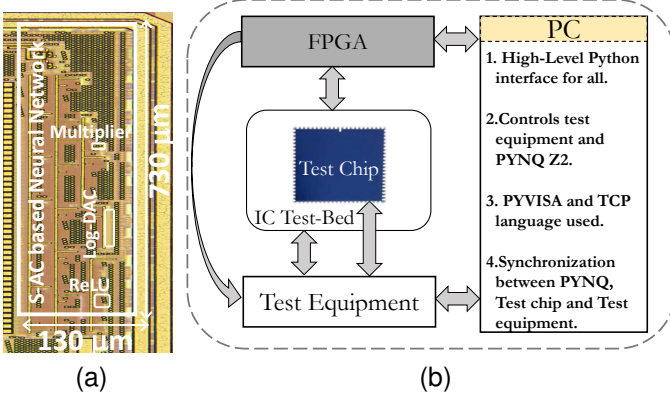 S-AC based Neural Network
Multiplier
Log-DAC
ReLU
730 µm
130 µm
(a)
FPGA
Test Chip
IC Test-Bed
Test Equipment
PC
1. High-Level Python
interface for all.
2.Controls test
equipment and
PYNQ Z2.
3. PYVISA and TCP
language used.
4.Synchronization
between PYNQ,
Test chip and Test
equipment.
(b)